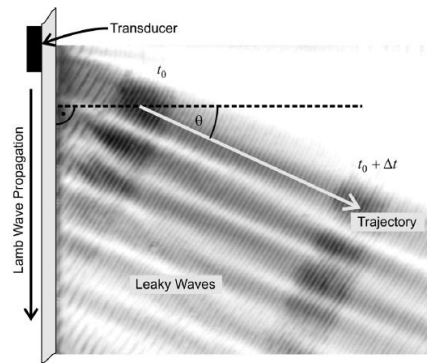 Transducer
t₀
θ
t₀ + Δt
Trajectory
Lamb Wave Propagation
Leaky Waves